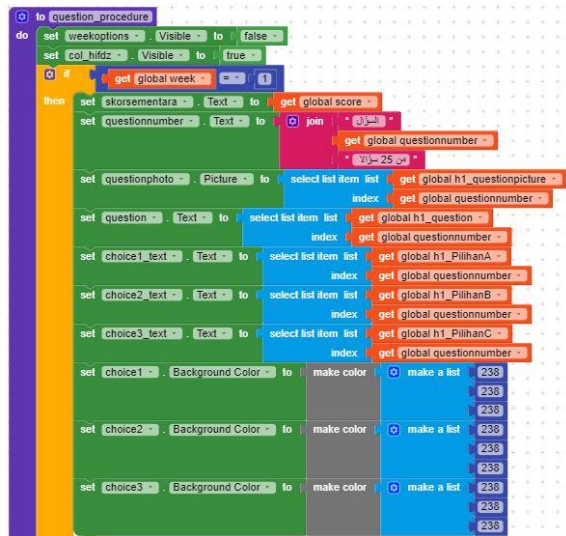 to question_procedure
do set weekoptions . Visible to false
set col_hifdz . Visible to true
if get global week = 1
then set skorsementara . Text to get global score
set questionnumber . Text to join " السؤال "
get global questionnumber
" من 25 سؤالا "
set questionphoto . Picture to select list item list get global h1_questionpicture
index get global questionnumber
set question . Text to select list item list get global h1_question
index get global questionnumber
set choice1_text . Text to select list item list get global h1_PilihanA
index get global questionnumber
set choice2_text . Text to select list item list get global h1_PilihanB
index get global questionnumber
set choice3_text . Text to select list item list get global h1_PilihanC
index get global questionnumber
set choice1 . Background Color to make color make a list 238
238
238
set choice2 . Background Color to make color make a list 238
238
238
set choice3 . Background Color to make color make a list 238
238
238